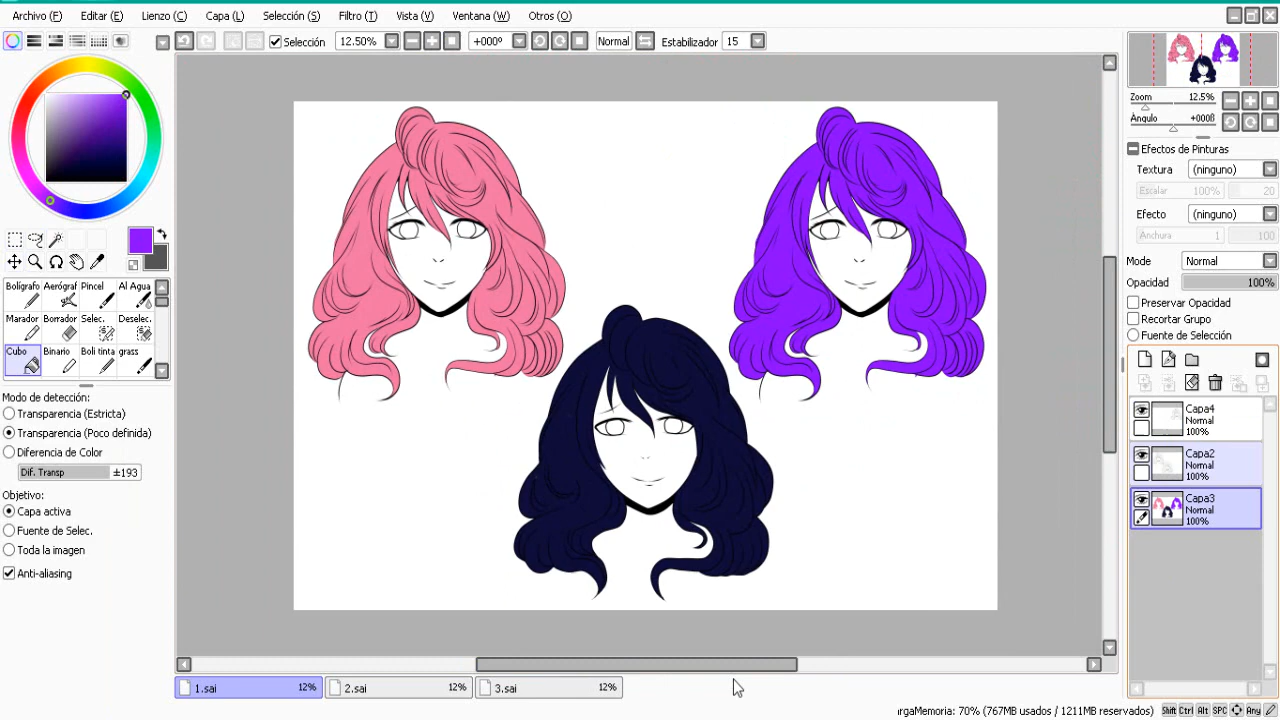 Archivo (F) Editar (E) Lienzo (C) Capa (L) Selección (S) Filtro (T) Vista (V) Ventana (W) Otros (O)
Selección 12.50% +000º Normal Estabilizador 15
Zoom 12.5%
Ángulo +000ß
Efectos de Pinturas
Textura (ninguno)
Escalar 100% 20
Efecto (ninguno)
Anchura 1 100
Mode Normal
Opacidad 100%
Preservar Opacidad
Recortar Grupo
Fuente de Selección
Bolígrafo Aerógraf Pincel Al Agua
Marador Borrador Selec. Deselec.
Cubo Binario Boli tinta grass
Modo de detección:
Transparencia (Estricta)
Transparencia (Poco definida)
Diferencia de Color
Dif. Transp ±193
Objetivo:
Capa activa
Fuente de Selec.
Toda la imagen
Anti-aliasing
Capa4
Normal
100%
Capa2
Normal
100%
Capa3
Normal
100%
1.sai 12% 2.sai 12% 3.sai 12%
argaMemoria: 70% (767MB usados / 1211MB reservados) Shift Ctrl Alt SPC Any